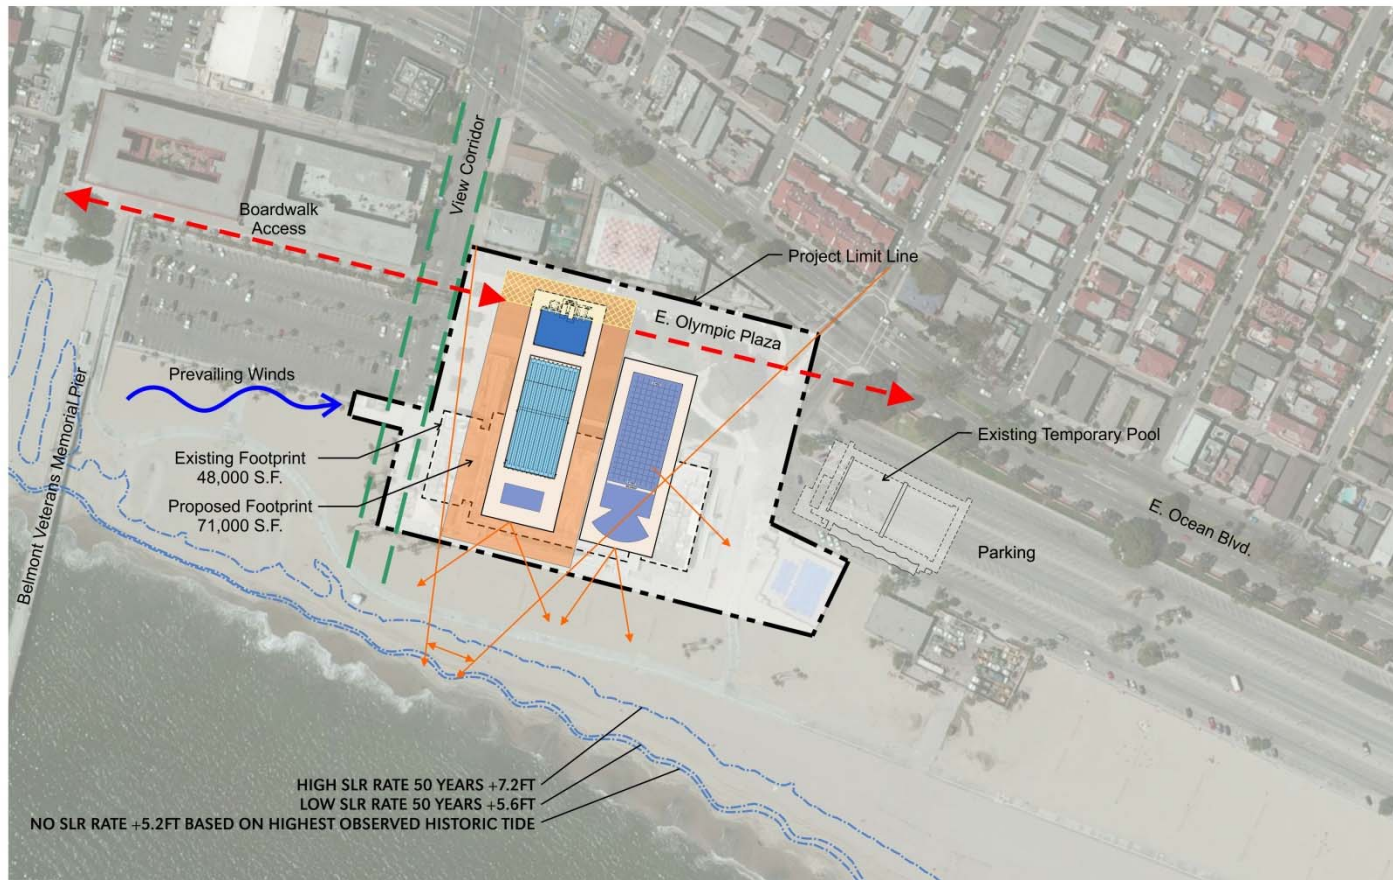 View Corridor
Boardwalk
Access
Project Limit Line
E. Olympic Plaza
Prevailing Winds
Belmont Veterans Memorial Pier
Existing Footprint
48,000 S.F.
Proposed Footprint
71,000 S.F.
Existing Temporary Pool
E. Ocean Blvd.
Parking
HIGH SLR RATE 50 YEARS +7.2FT
LOW SLR RATE 50 YEARS +5.6FT
NO SLR RATE +5.2FT BASED ON HIGHEST OBSERVED HISTORIC TIDE